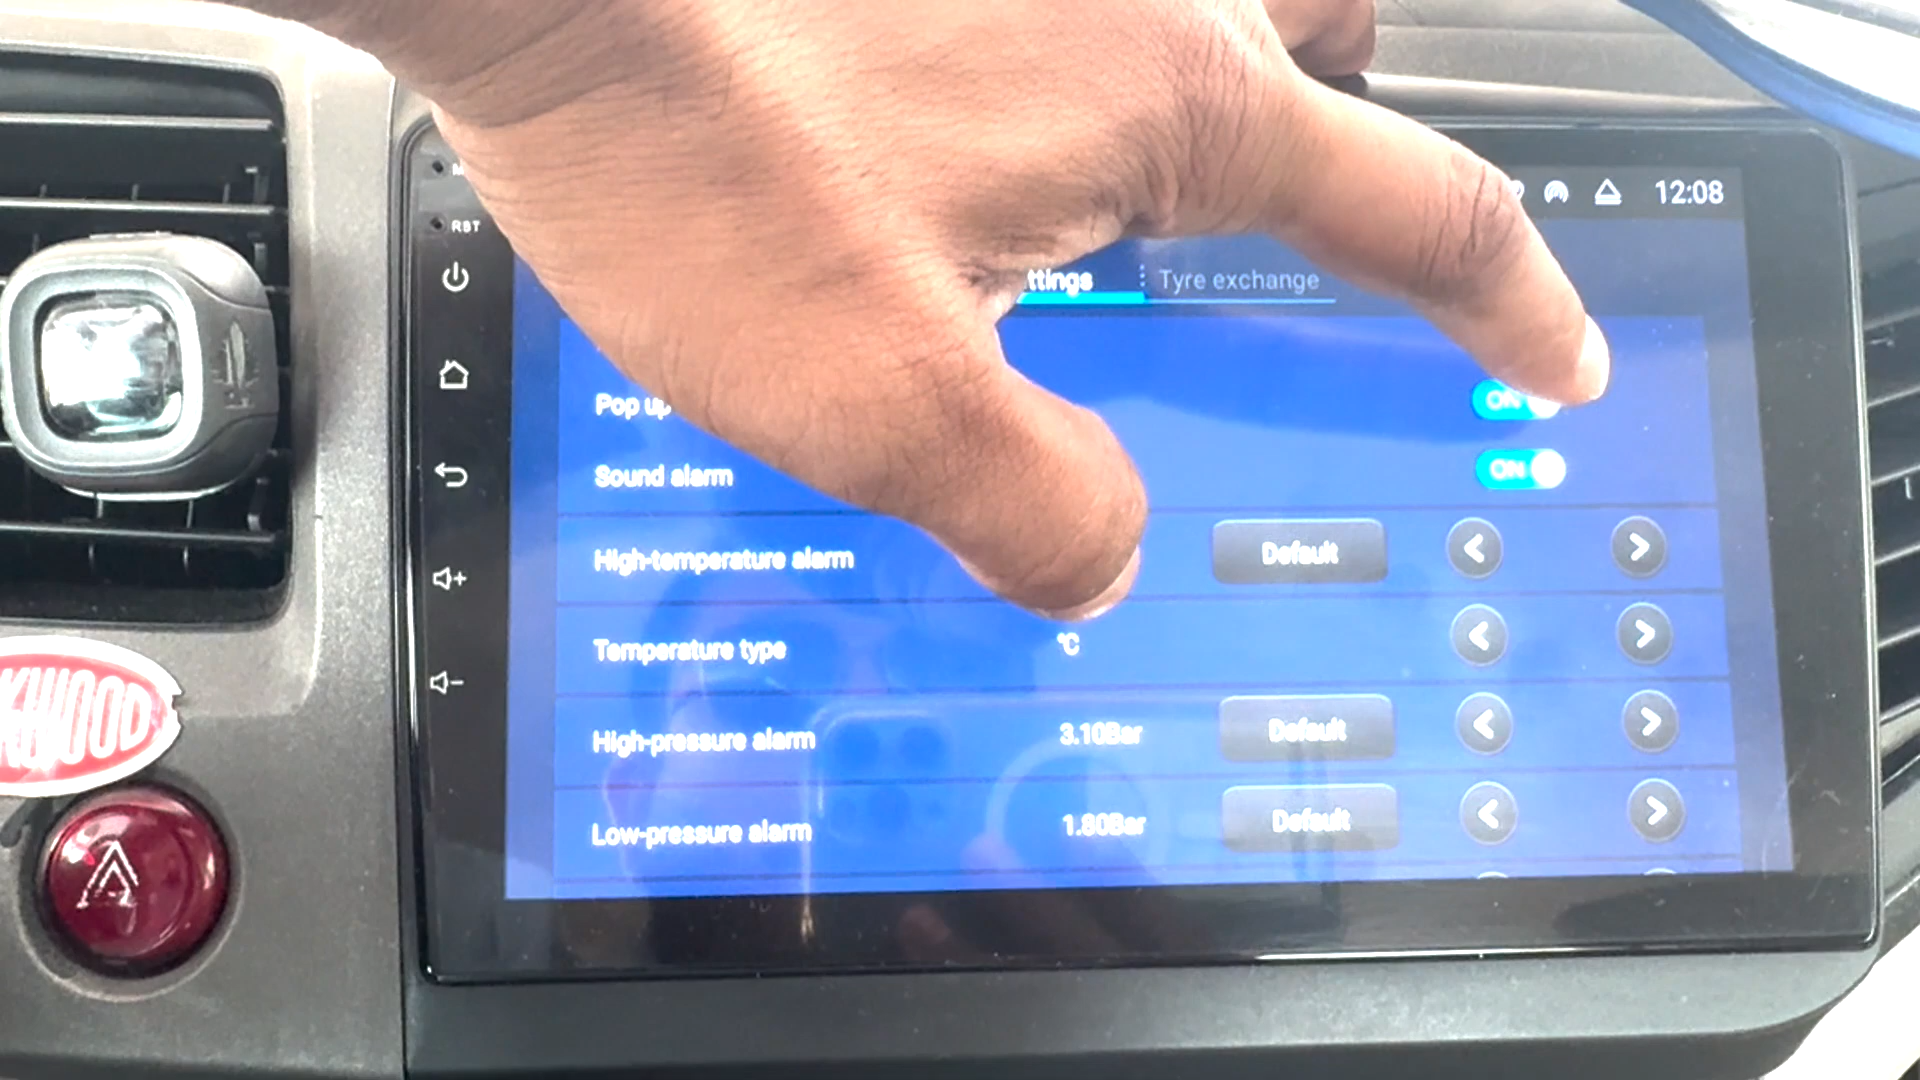 RST
12:08
ttings
Tyre exchange
Pop up
ON
Sound alarm
ON
High-temperature alarm
Default
Temperature type
°C
High-pressure alarm
3.10Bar
Default
Low-pressure alarm
1.80Bar
Default
KWOOD